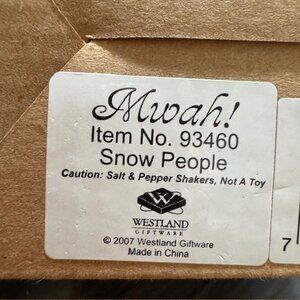 Mwah!
Item No. 93460
Snow People
Caution: Salt & Pepper Shakers, Not A Toy
WESTLAND
GIFTWARE
© 2007 Westland Giftware
Made in China
7